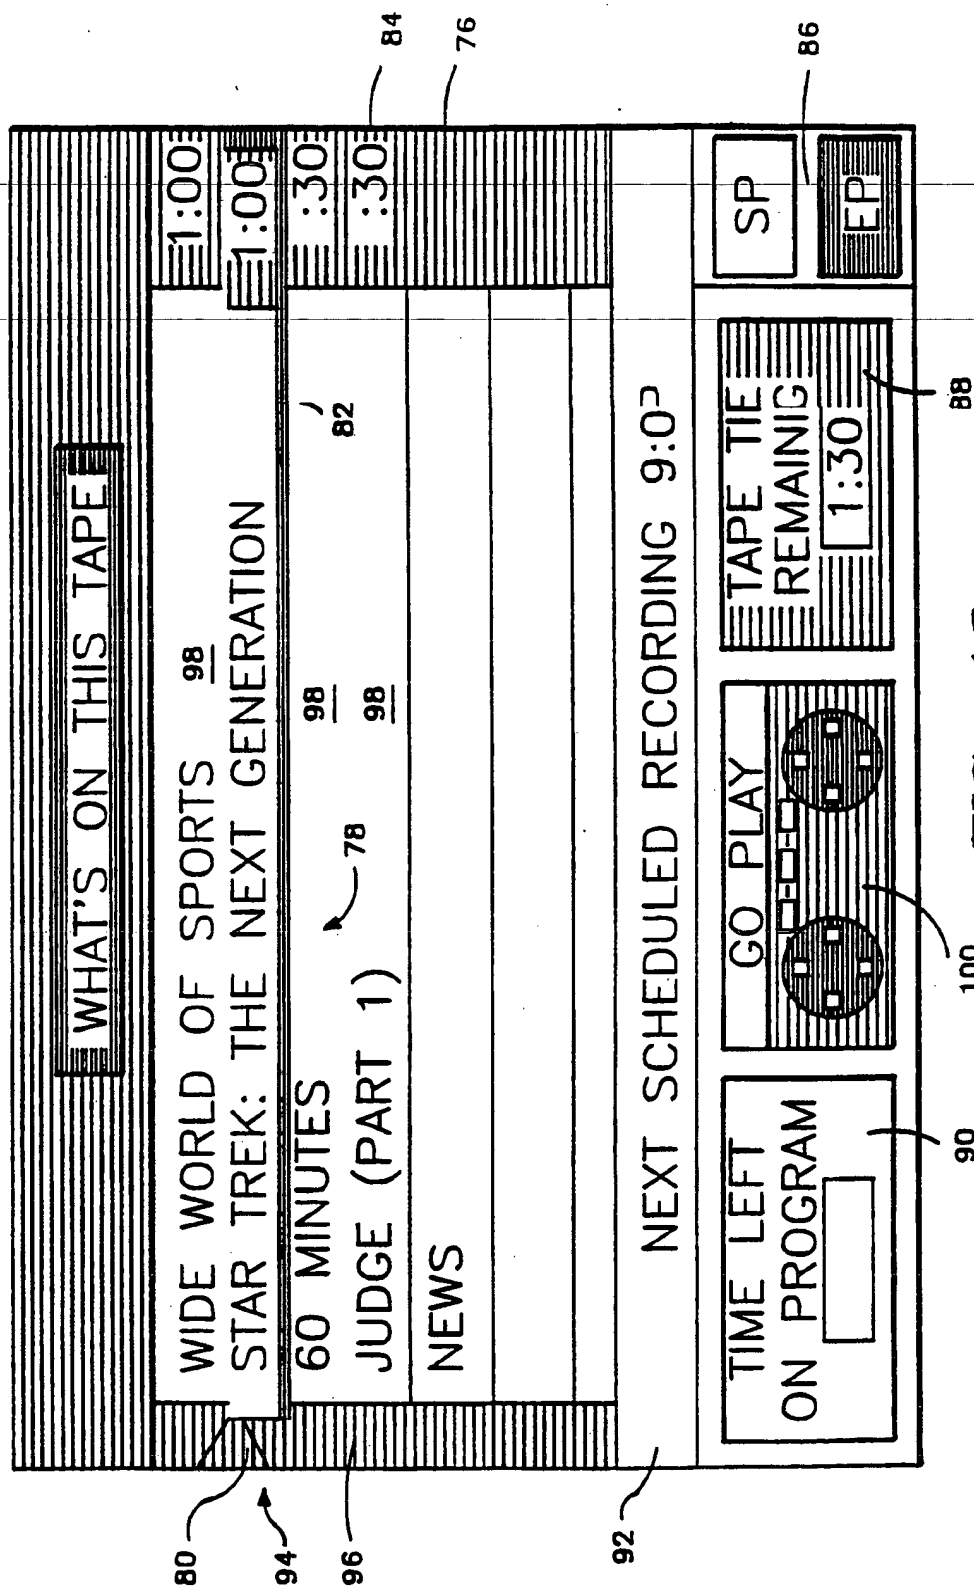 84
76
WHAT'S ON THIS TAPE
WIDE WORLD OF SPORTS 1:00
98
80
STAR TREK: THE NEXT GENERATION 1:00
94
82
60 MINUTES :30
98
96
JUDGE (PART 1) :30
98
78
NEWS
92
NEXT SCHEDULED RECORDING 9:0
TIME LEFT
ON PROGRAM
GO PLAY
TAPE TIE
REMAINIG
1:30
SP
EP
86
90
100
88